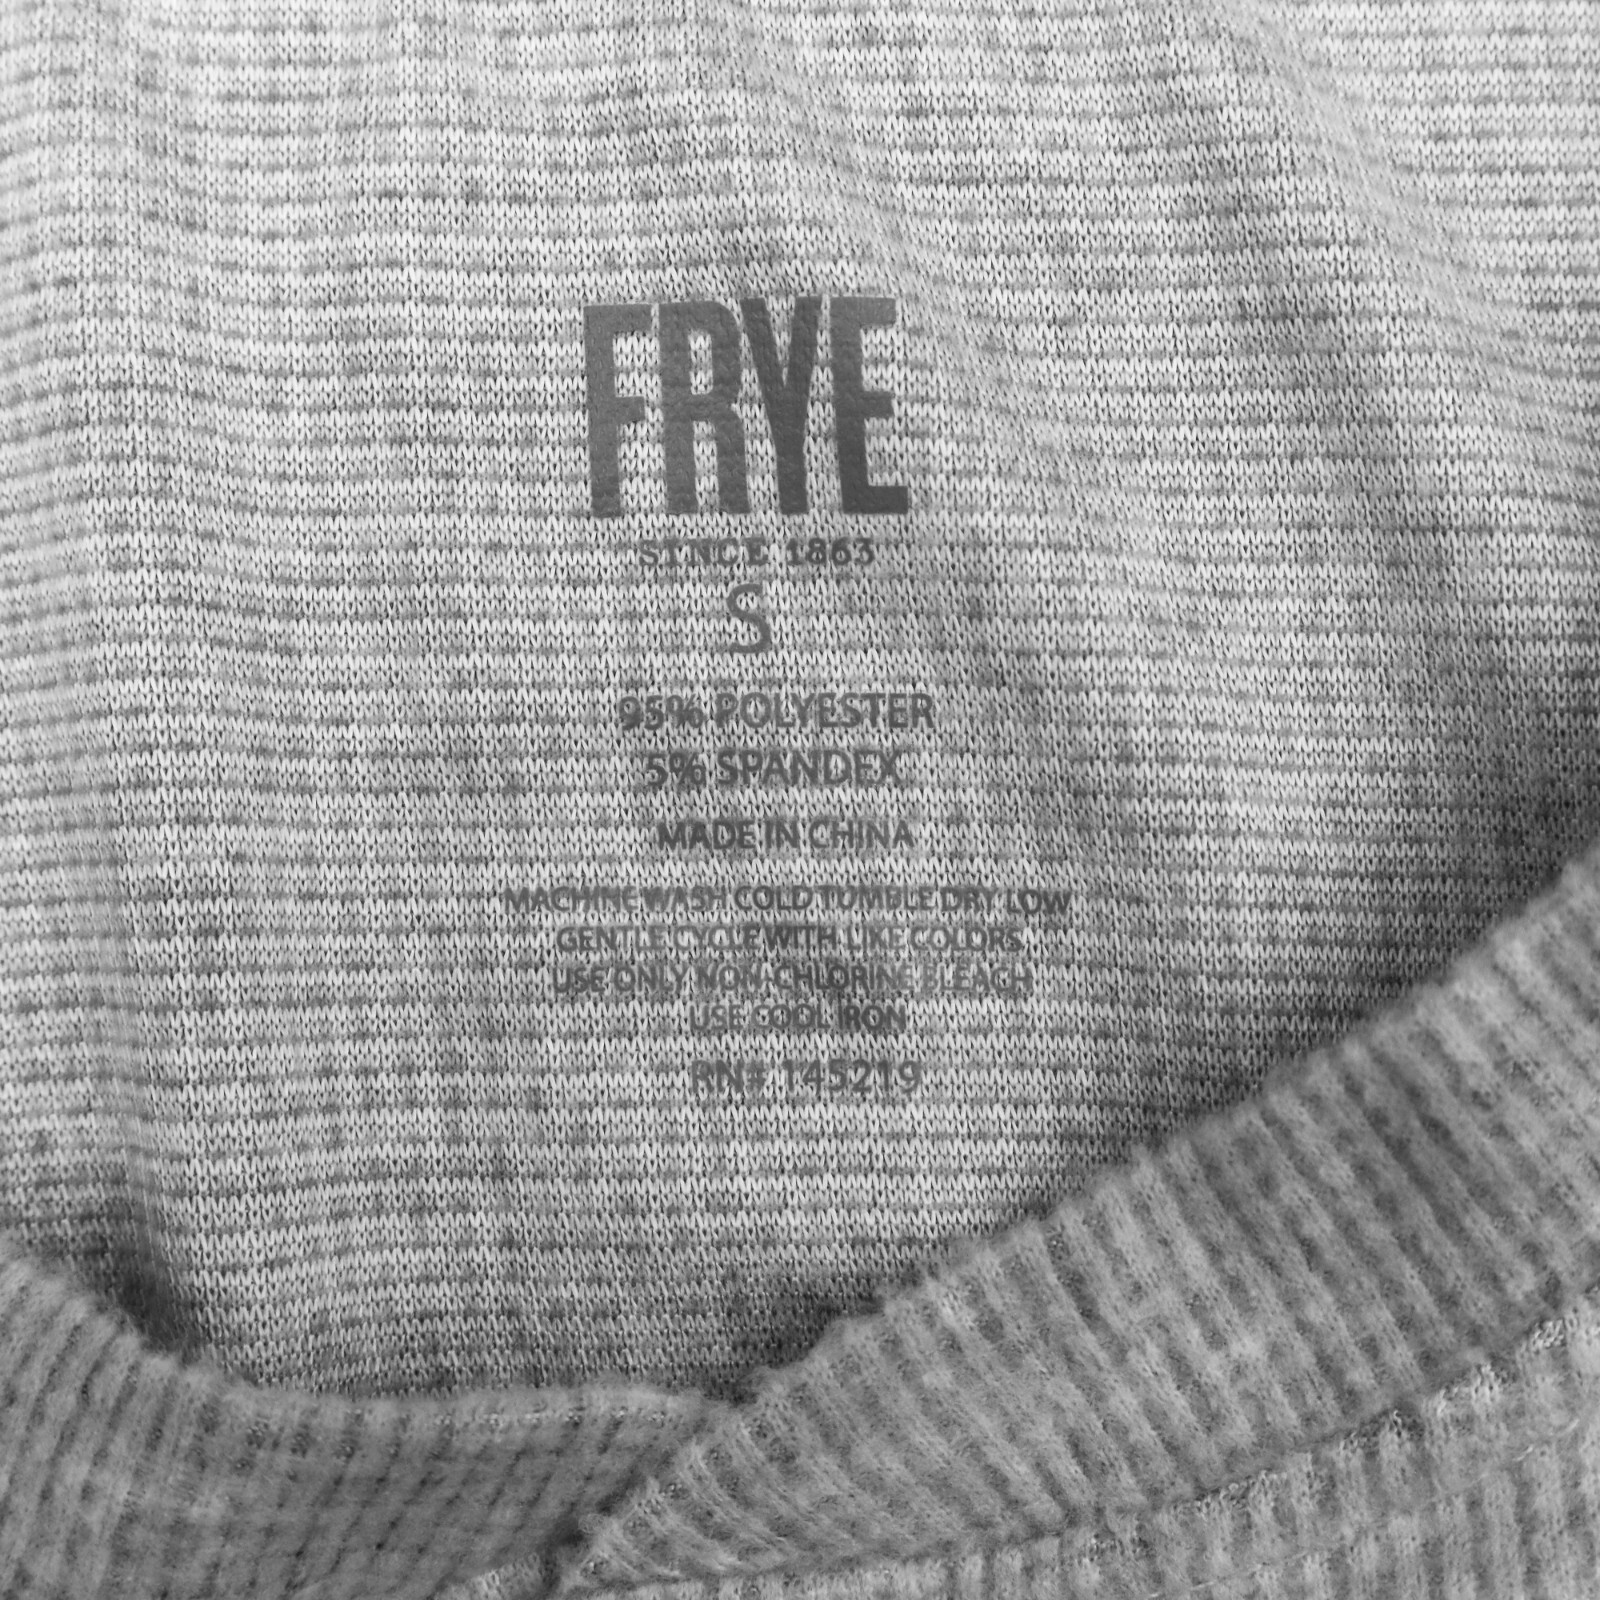 FRYE
SINCE 1863
S
95% POLYESTER
5% SPANDEX
MADE IN CHINA
MACHINE WASH COLD TUMBLE DRY LOW
GENTLE CYCLE WITH LIKE COLORS
USE ONLY NON-CHLORINE BLEACH
USE COOL IRON
RN# 145219